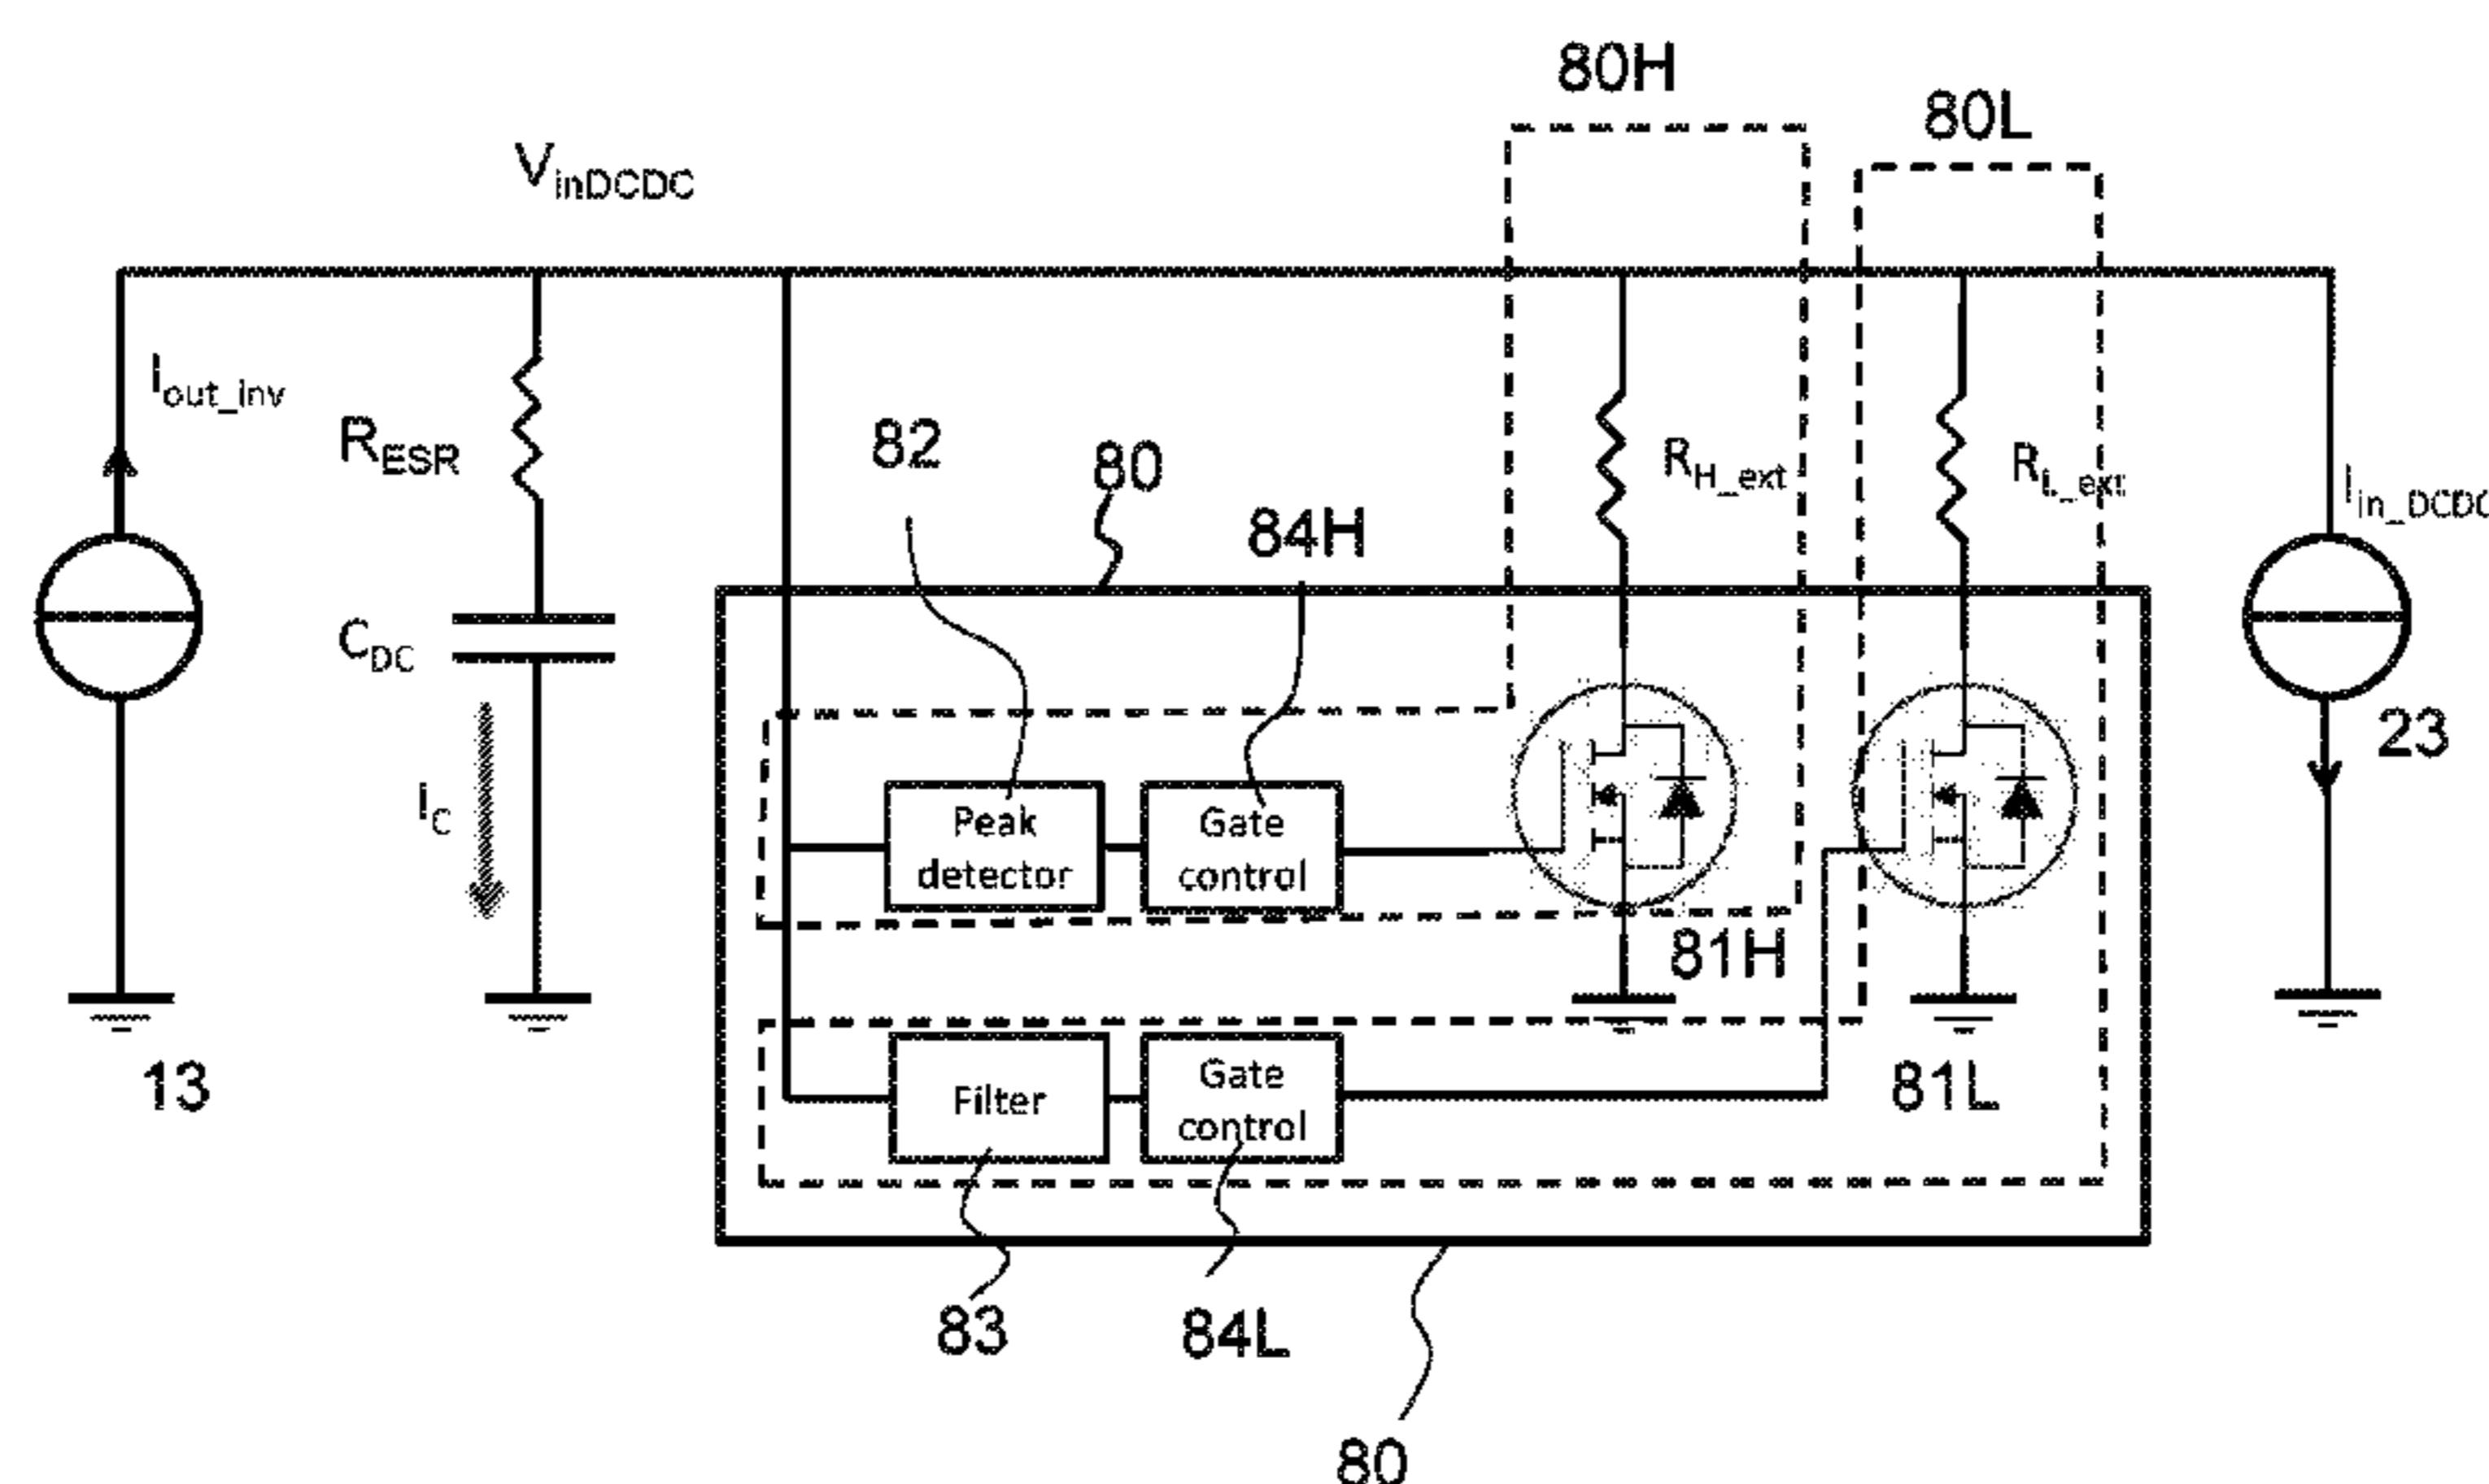 80H
80L
VinDCDC
Iout_inv
RESR
82
80
84H
RH_ext
RL_ext
Iin_DCDC
CDC
IC
Peak
detector
Gate
control
23
81H
13
Filter
Gate
control
81L
83
84L
80